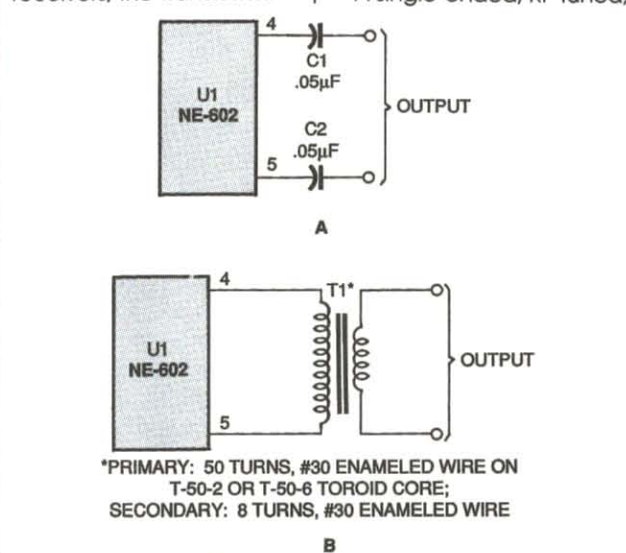 4
C1
.05µF
U1
NE-602
OUTPUT
C2
.05µF
5
A
4
T1*
U1
NE-602
OUTPUT
5
*PRIMARY: 50 TURNS, #30 ENAMELED WIRE ON
T-50-2 OR T-50-6 TOROID CORE;
SECONDARY: 8 TURNS, #30 ENAMELED WIRE
B